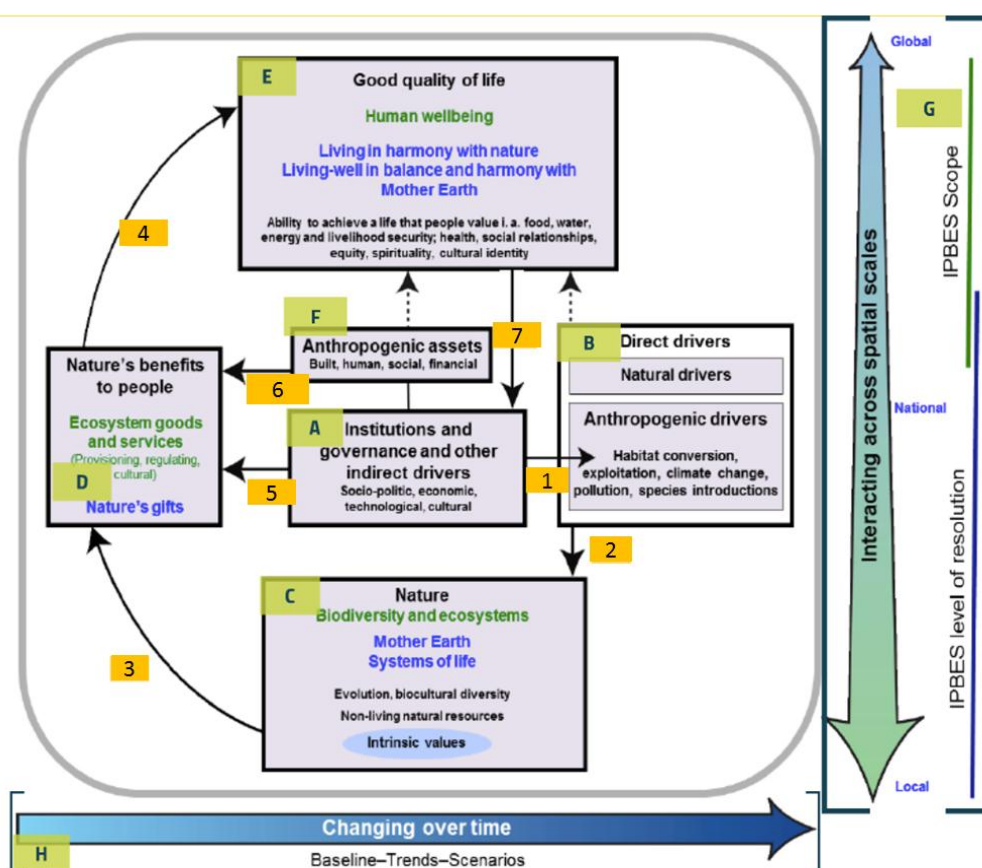 E
Good quality of life
Human wellbeing
Living in harmony with nature
Living-well in balance and harmony with
Mother Earth
Ability to achieve a life that people value i. a. food, water,
energy and livelihood security; health, social relationships,
equity, spirituality, cultural identity
4
F
Anthropogenic assets
Built, human, social, financial
7
6
B
Direct drivers
Natural drivers
Anthropogenic drivers
Habitat conversion,
exploitation, climate change,
pollution, species introductions
Nature's benefits
to people
Ecosystem goods
and services
(Provisioning, regulating,
cultural)
D
Nature's gifts
A
Institutions and
governance and other
indirect drivers
Socio-politic, economic,
technological, cultural
5
1
2
C
Nature
Biodiversity and ecosystems
Mother Earth
Systems of life
Evolution, biocultural diversity
Non-living natural resources
Intrinsic values
3
Global
G
IPBES Scope
Interacting across spatial scales
National
IPBES level of resolution
Local
Changing over time
H
Baseline–Trends–Scenarios